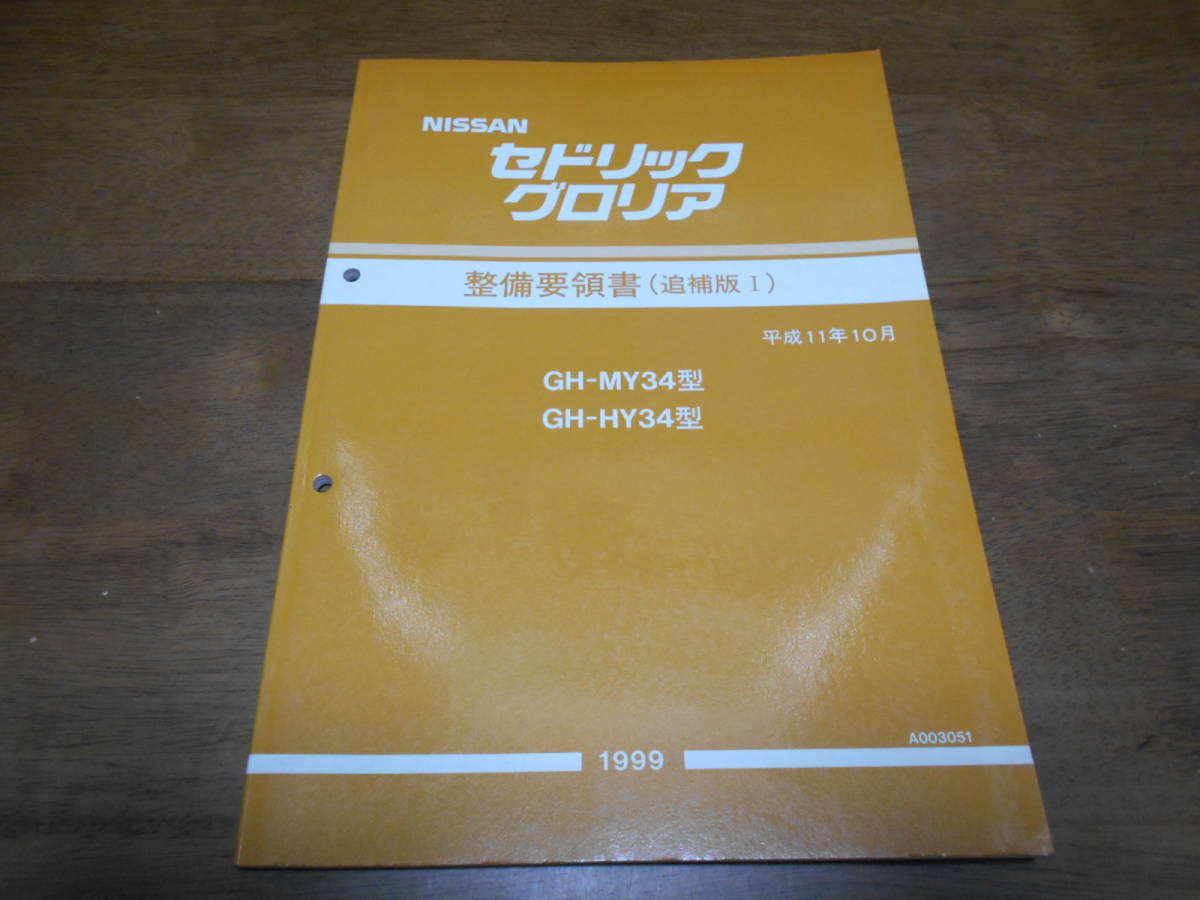 NISSAN
セドリック
グロリア
整備要領書(追補版 I)
平成11年10月
GH-MY34型
GH-HY34型
A003051
1999